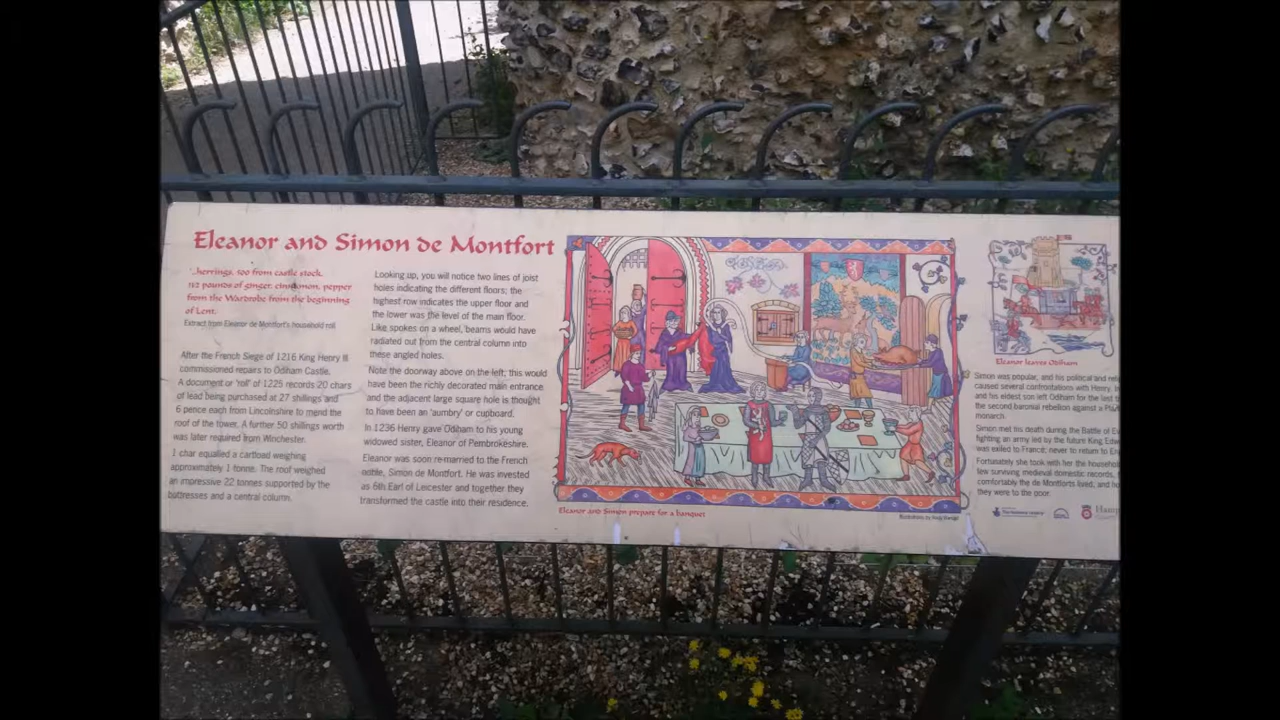 Eleanor and Simon de Montfort
"...herrings, 100 from castle stock,
112 pounds of ginger, cinnamon, pepper
from the Wardrobe from the beginning
of Lent.
Extract from Eleanor de Montfort's household roll.
After the French Siege of 1216 King Henry III
commissioned repairs to Odiham Castle.
A document or 'roll' of 1225 records 20 chars
of lead being purchased at 27 shillings and
6 pence each from Lincolnshire to mend the
roof of the tower. A further 50 shillings worth
was later required from Winchester.
1 char equalled a cartload weighing
approximately 1 tonne. The roof weighed
an impressive 22 tonnes supported by the
buttresses and a central column.
Looking up, you will notice two lines of joist
holes indicating the different floors; the
highest row indicates the upper floor and
the lower was the level of the main floor.
Like spokes on a wheel, beams would have
radiated out from the central column into
these angled holes.
Note the doorway above on the left; this would
have been the richly decorated main entrance
and the adjacent large square hole is thought
to have been an 'aumbry' or cupboard.
In 1236 Henry gave Odiham to his young
widowed sister, Eleanor of Pembrokeshire.
Eleanor was soon re-married to the French
noble, Simon de Montfort. He was invested
as 6th Earl of Leicester and together they
transformed the castle into their residence.
Eleanor and Simon prepare for a banquet
Illustrations by
Eleanor leaves Odiham
Simon was popular, and his political and
caused several confrontations with Henry.
and his eldest son left Odiham for the last
the second baronial rebellion against a
monarch.
Simon met his death during the Battle of
fighting an army led by the future King
was exiled to France; never to return to
Fortunately she took with her the household
few surviving medieval domestic records,
comfortably the de Montforts lived, and
they were to the poor.